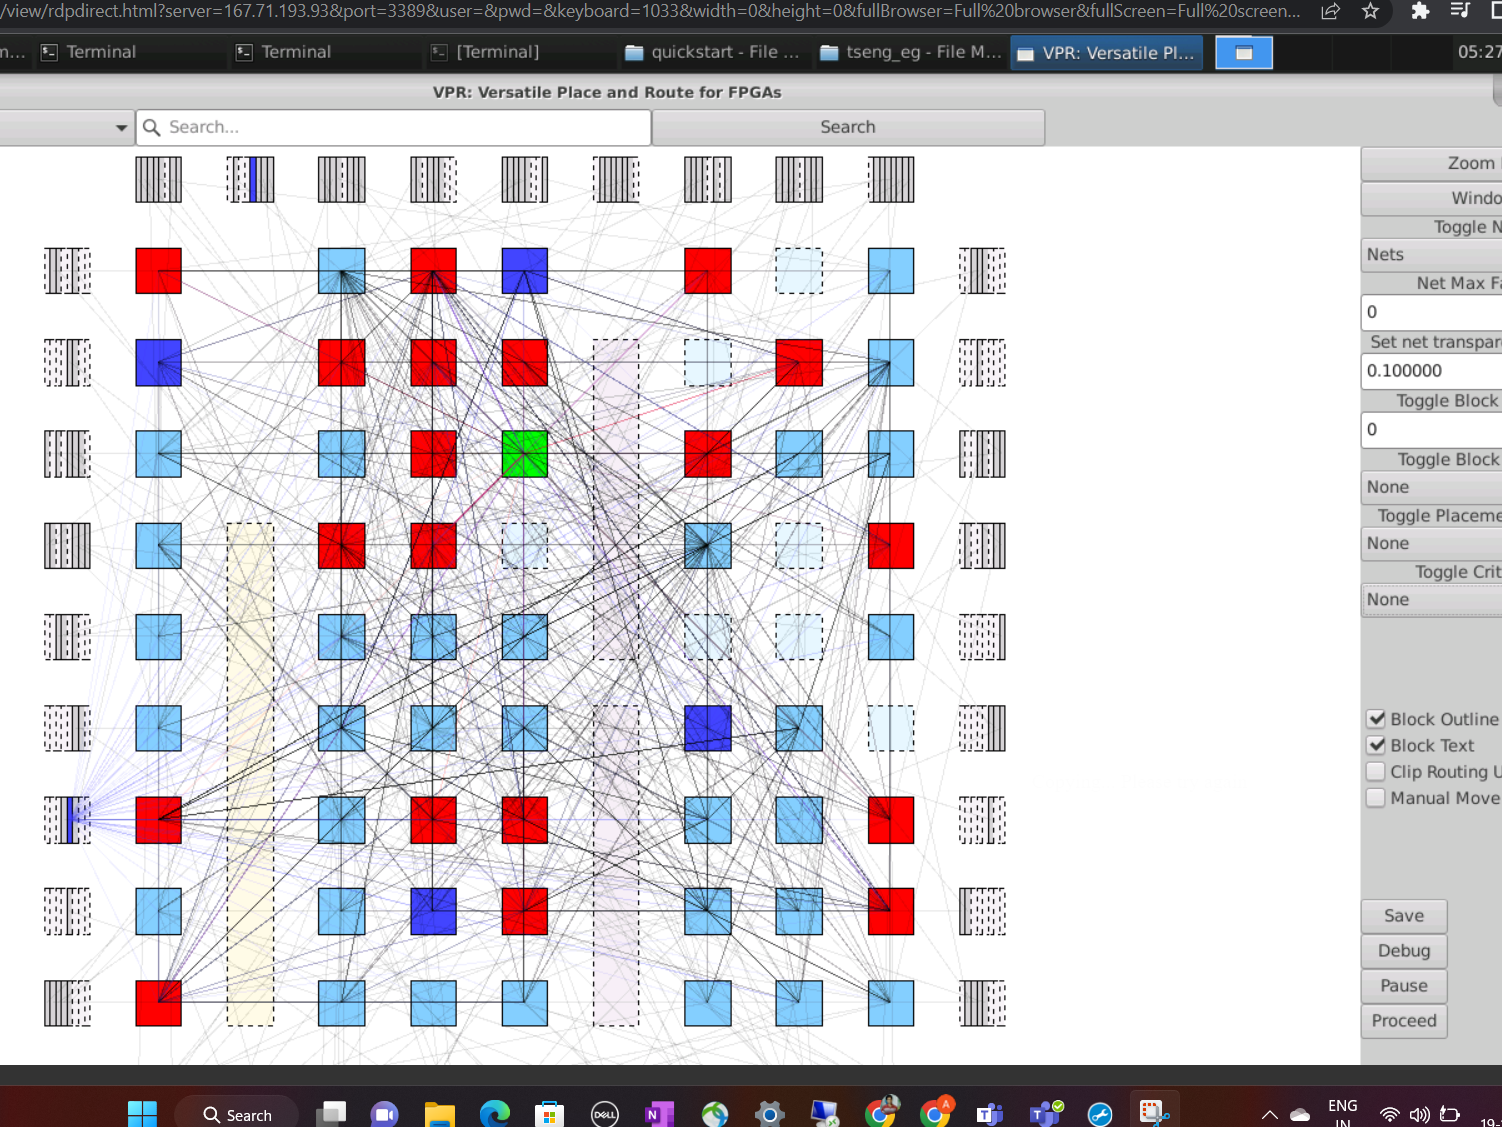 /view/rdpdirect.html?server=167.71.193.93&port=3389&user=&pwd=&keyboard=1033&width=0&height=0&fullBrowser=Full%20browser&fullScreen=Full%20screen...
n... Terminal Terminal [Terminal] quickstart - File ... tseng_eg - File M... VPR: Versatile Pl... 05:27
VPR: Versatile Place and Route for FPGAs
Search... Search
Zoom
Windo
Toggle N
Nets
Net Max Fa
0
Set net transpare
0.100000
Toggle Block
0
Toggle Block
None
Toggle Placeme
None
Toggle Crit
None
Block Outline
Block Text
Clip Routing U
Manual Move
Save
Debug
Pause
Proceed
Search
DELL
N
A
ENG
IN
19-